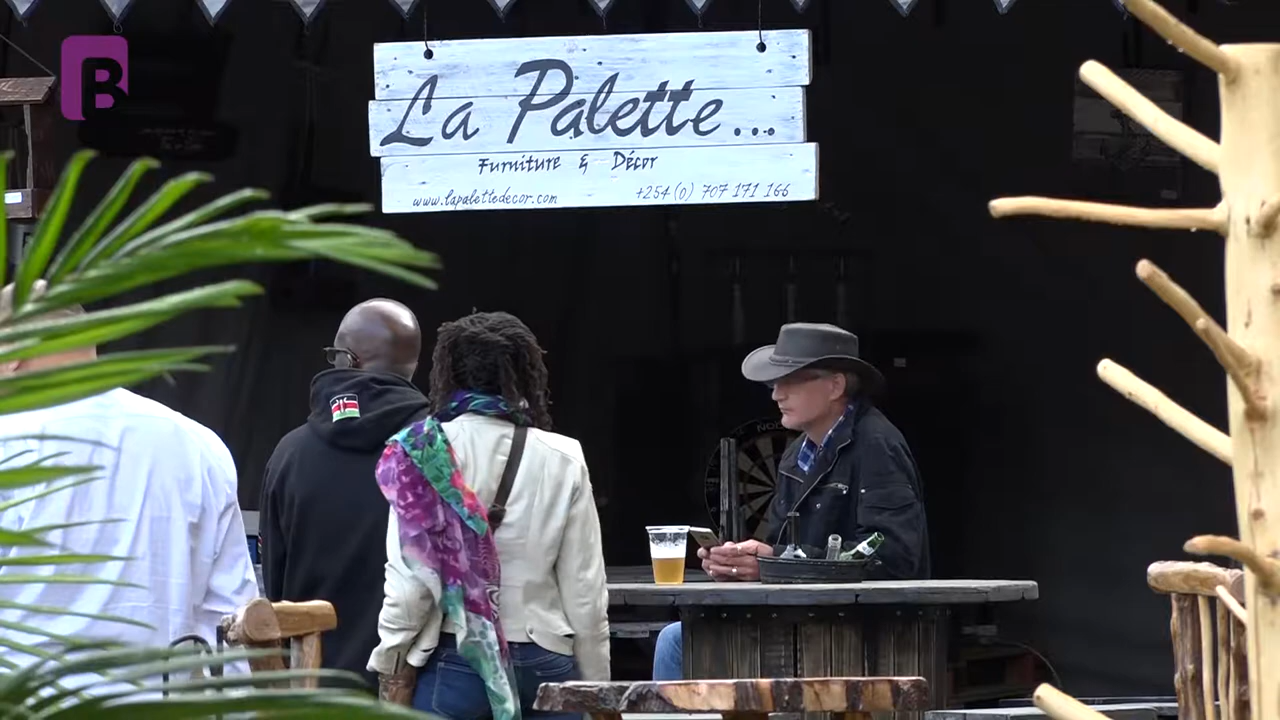 B
La Palette...
Furniture & Décor
www.lapalettedecor.com +254 (0) 707 171 166